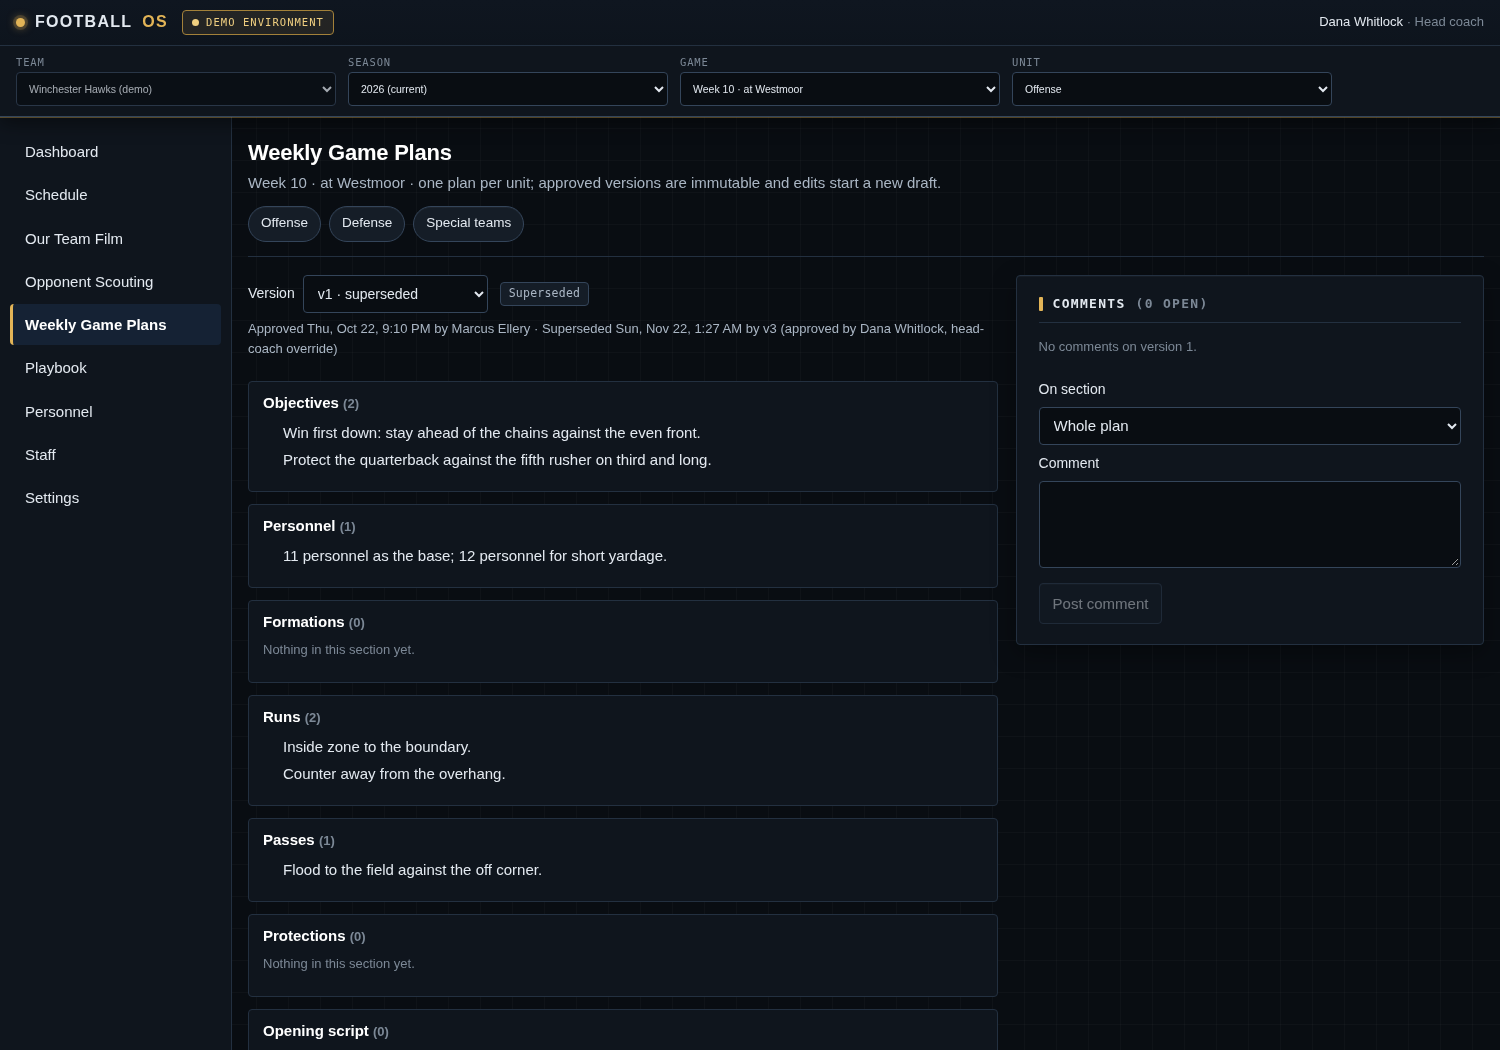 FOOTBALL OS
DEMO ENVIRONMENT
Dana Whitlock · Head coach
TEAM
Winchester Hawks (demo)
SEASON
2026 (current)
GAME
Week 10 · at Westmoor
UNIT
Offense
Dashboard
Schedule
Our Team Film
Opponent Scouting
Weekly Game Plans
Playbook
Personnel
Staff
Settings
Weekly Game Plans
Week 10 · at Westmoor · one plan per unit; approved versions are immutable and edits start a new draft.
Offense
Defense
Special teams
Version
v1 · superseded
Superseded
Approved Thu, Oct 22, 9:10 PM by Marcus Ellery · Superseded Sun, Nov 22, 1:27 AM by v3 (approved by Dana Whitlock, head-
coach override)
Objectives (2)
Win first down: stay ahead of the chains against the even front.
Protect the quarterback against the fifth rusher on third and long.
Personnel (1)
11 personnel as the base; 12 personnel for short yardage.
Formations (0)
Nothing in this section yet.
Runs (2)
Inside zone to the boundary.
Counter away from the overhang.
Passes (1)
Flood to the field against the off corner.
Protections (0)
Nothing in this section yet.
Opening script (0)
COMMENTS (0 OPEN)
No comments on version 1.
On section
Whole plan
Comment
Post comment